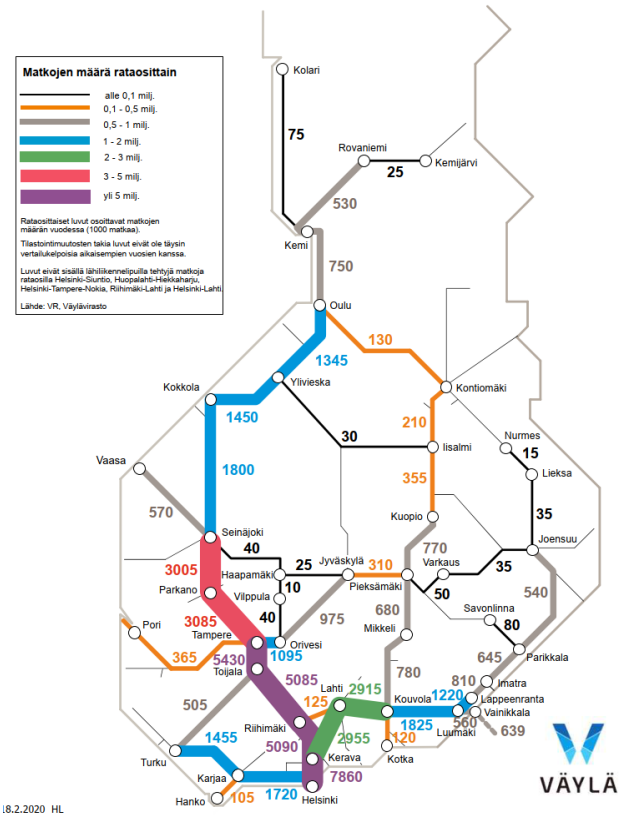 Matkojen määrä rataosittain
alle 0,1 milj.
0,1 - 0,5 milj.
0,5 - 1 milj.
1 - 2 milj.
2 - 3 milj.
3 - 5 milj.
yli 5 milj.
Rataosittaiset luvut osoittavat matkojen
määrän vuodessa (1000 matkaa).
Tilastointimuutosten takia luvut eivät ole täysin
vertailukelpoisia aikaisempien vuosien kanssa.
Luvut eivät sisällä lähiliikennelipuilla tehtyjä matkoja
rataosilla Helsinki-Siuntio, Huopalahti-Hiekkaharju,
Helsinki-Tampere-Nokia, Riihimäki-Lahti ja Helsinki-Lahti.
Lähde: VR, Väylävirasto
Kolari
75
Rovaniemi
25
Kemijärvi
530
Kemi
750
Oulu
130
1345
Ylivieska
Kontiomäki
Kokkola
1450
210
Nurmes
30
Iisalmi
15
Vaasa
1800
Lieksa
355
570
Kuopio
35
Seinäjoki
40
770
Joensuu
3005
Haapamäki
25
Jyväskylä
310
Varkaus
35
Pieksämäki
50
540
Parkano
Vilppula
10
975
680
Savonlinna
3085
40
Mikkeli
80
Pori
Tampere
Orivesi
1095
Parikkala
365
5430
645
Toijala
5085
780
Imatra
Lahti
2915
810
505
125
Kouvola
1220
Lappeenranta
Vainikkala
Riihimäki
1825
560
639
Luumäki
1455
5090
2955
120
Turku
Kerava
Kotka
Karjaa
7860
Hanko
105
1720
Helsinki
VÄYLÄ
18.2.2020 HL